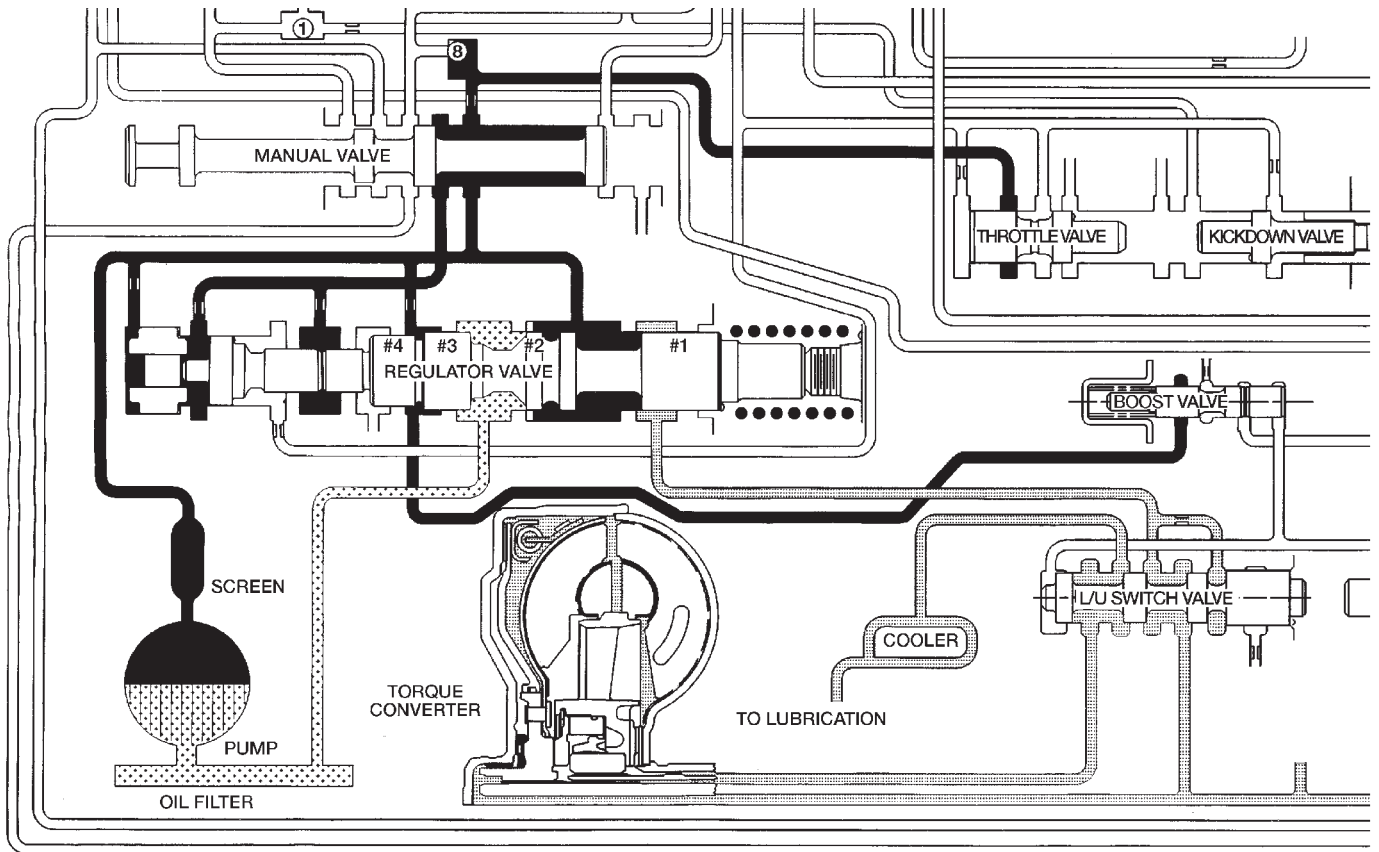 1
8
MANUAL VALVE
THROTTLE VALVE
KICKDOWN VALVE
#4
#3
#2
#1
REGULATOR VALVE
BOOST VALVE
SCREEN
L/U SWITCH VALVE
COOLER
TORQUE
CONVERTER
TO LUBRICATION
PUMP
OIL FILTER